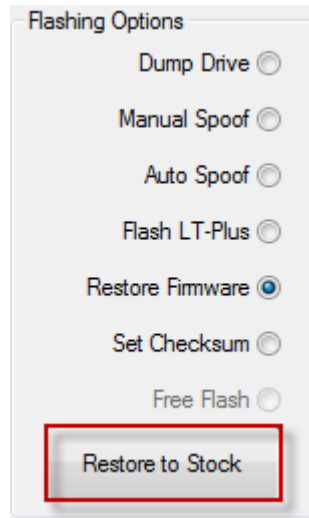 Flashing Options
Dump Drive
Manual Spoof
Auto Spoof
Flash LT-Plus
Restore Firmware
Set Checksum
Free Flash
Restore to Stock